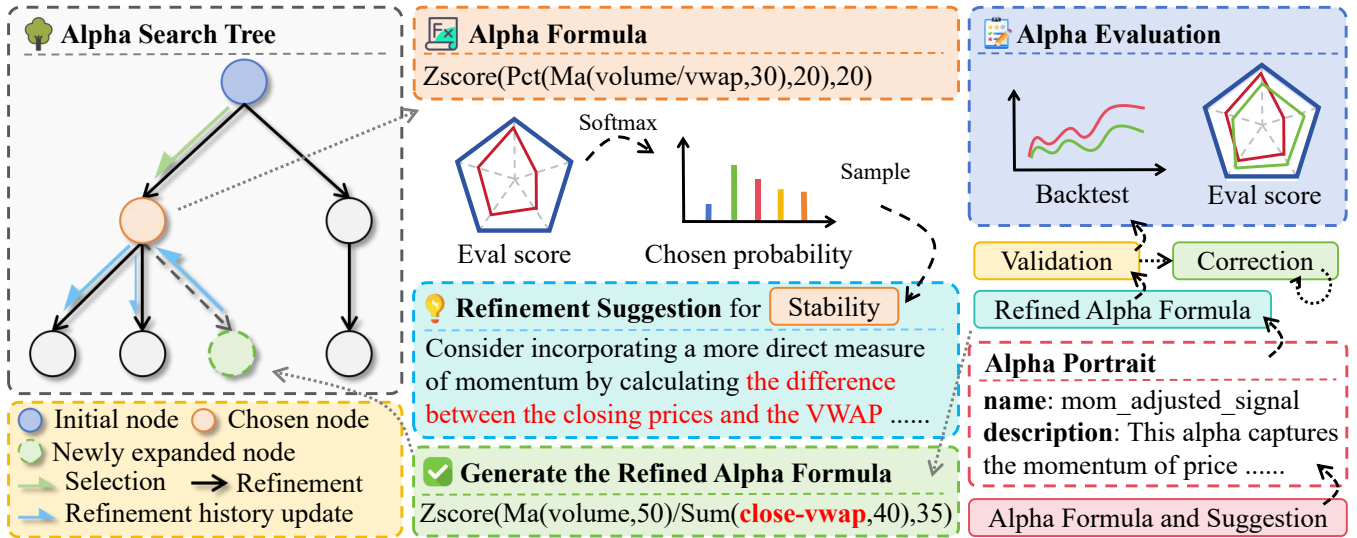 Alpha Search Tree
Initial node
Chosen node
Newly expanded node
Selection
Refinement
Refinement history update
Alpha Formula
Zscore(Pct(Ma(volume/vwap,30),20),20)
Softmax
Sample
Eval score
Chosen probability
Refinement Suggestion for Stability
Consider incorporating a more direct measure
of momentum by calculating the difference
between the closing prices and the VWAP ......
Generate the Refined Alpha Formula
Zscore(Ma(volume,50)/Sum(close-vwap,40),35)
Alpha Evaluation
Backtest
Eval score
Validation
Correction
Refined Alpha Formula
Alpha Portrait
name: mom_adjusted_signal
description: This alpha captures
the momentum of price ......
Alpha Formula and Suggestion